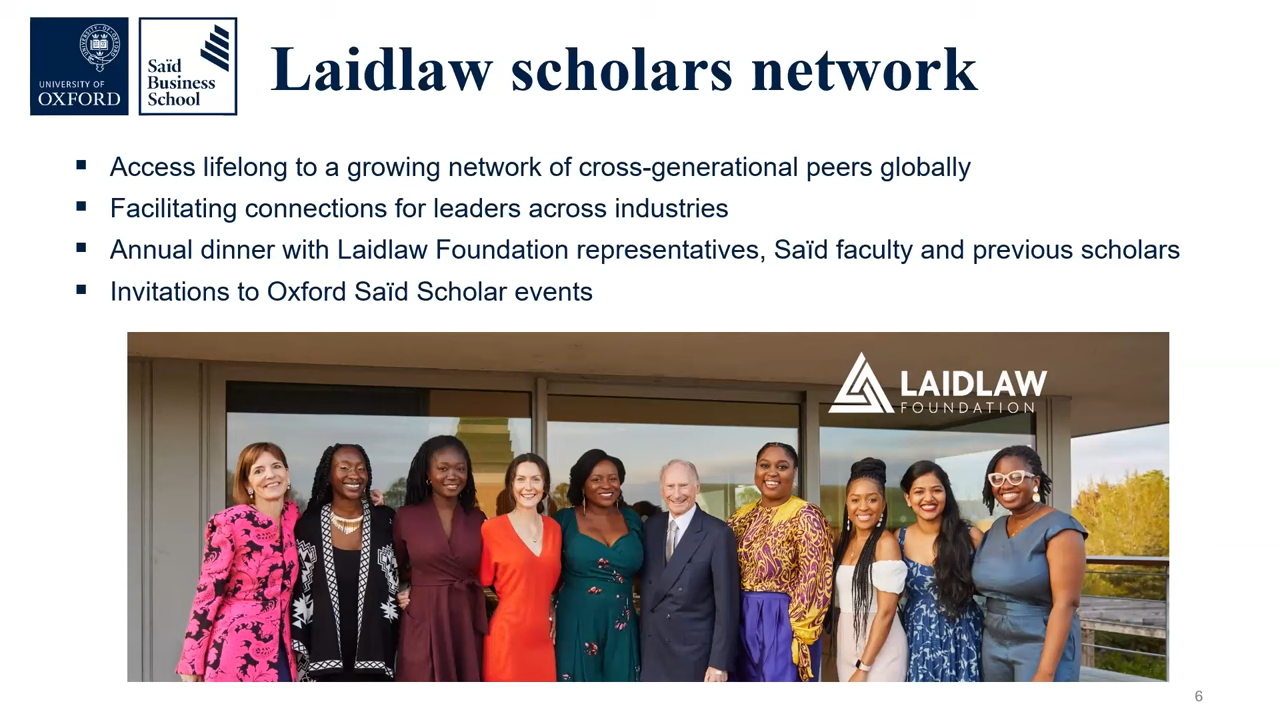 UNIVERSITY OF
OXFORD
Saïd
Business
School
Laidlaw scholars network
▪ Access lifelong to a growing network of cross-generational peers globally
▪ Facilitating connections for leaders across industries
▪ Annual dinner with Laidlaw Foundation representatives, Saïd faculty and previous scholars
▪ Invitations to Oxford Saïd Scholar events
LAIDLAW
FOUNDATION
6